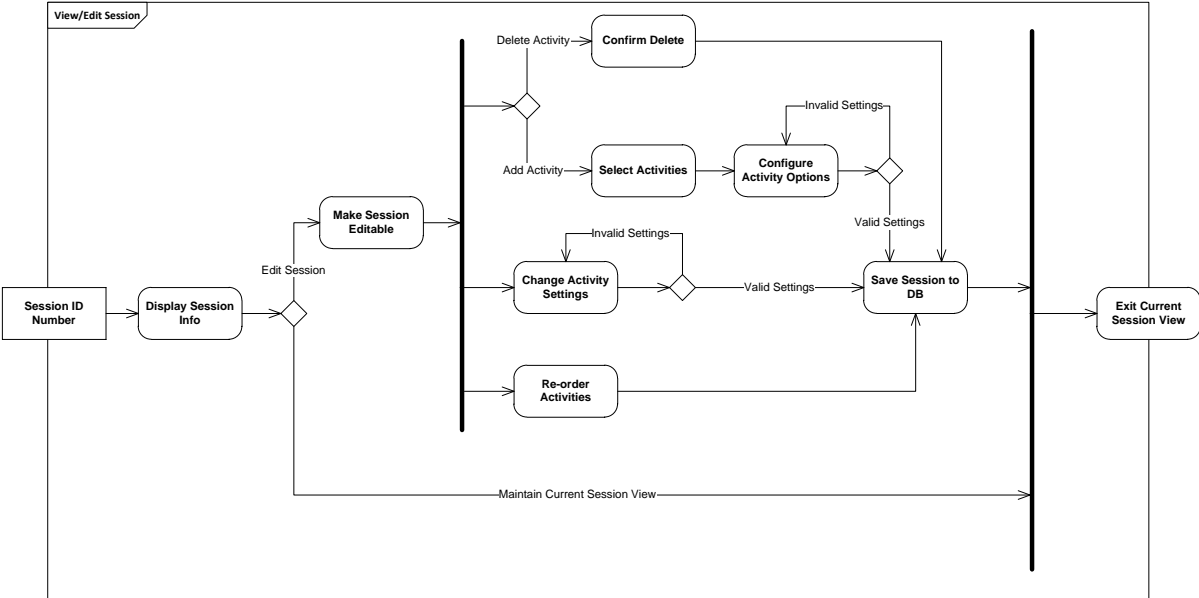 View/Edit Session
Delete Activity
Confirm Delete
Invalid Settings
Add Activity
Select Activities
Configure
Activity Options
Make Session
Editable
Valid Settings
Invalid Settings
Edit Session
Change Activity
Settings
Valid Settings
Save Session to
DB
Session ID
Number
Display Session
Info
Exit Current
Session View
Re-order
Activities
Maintain Current Session View